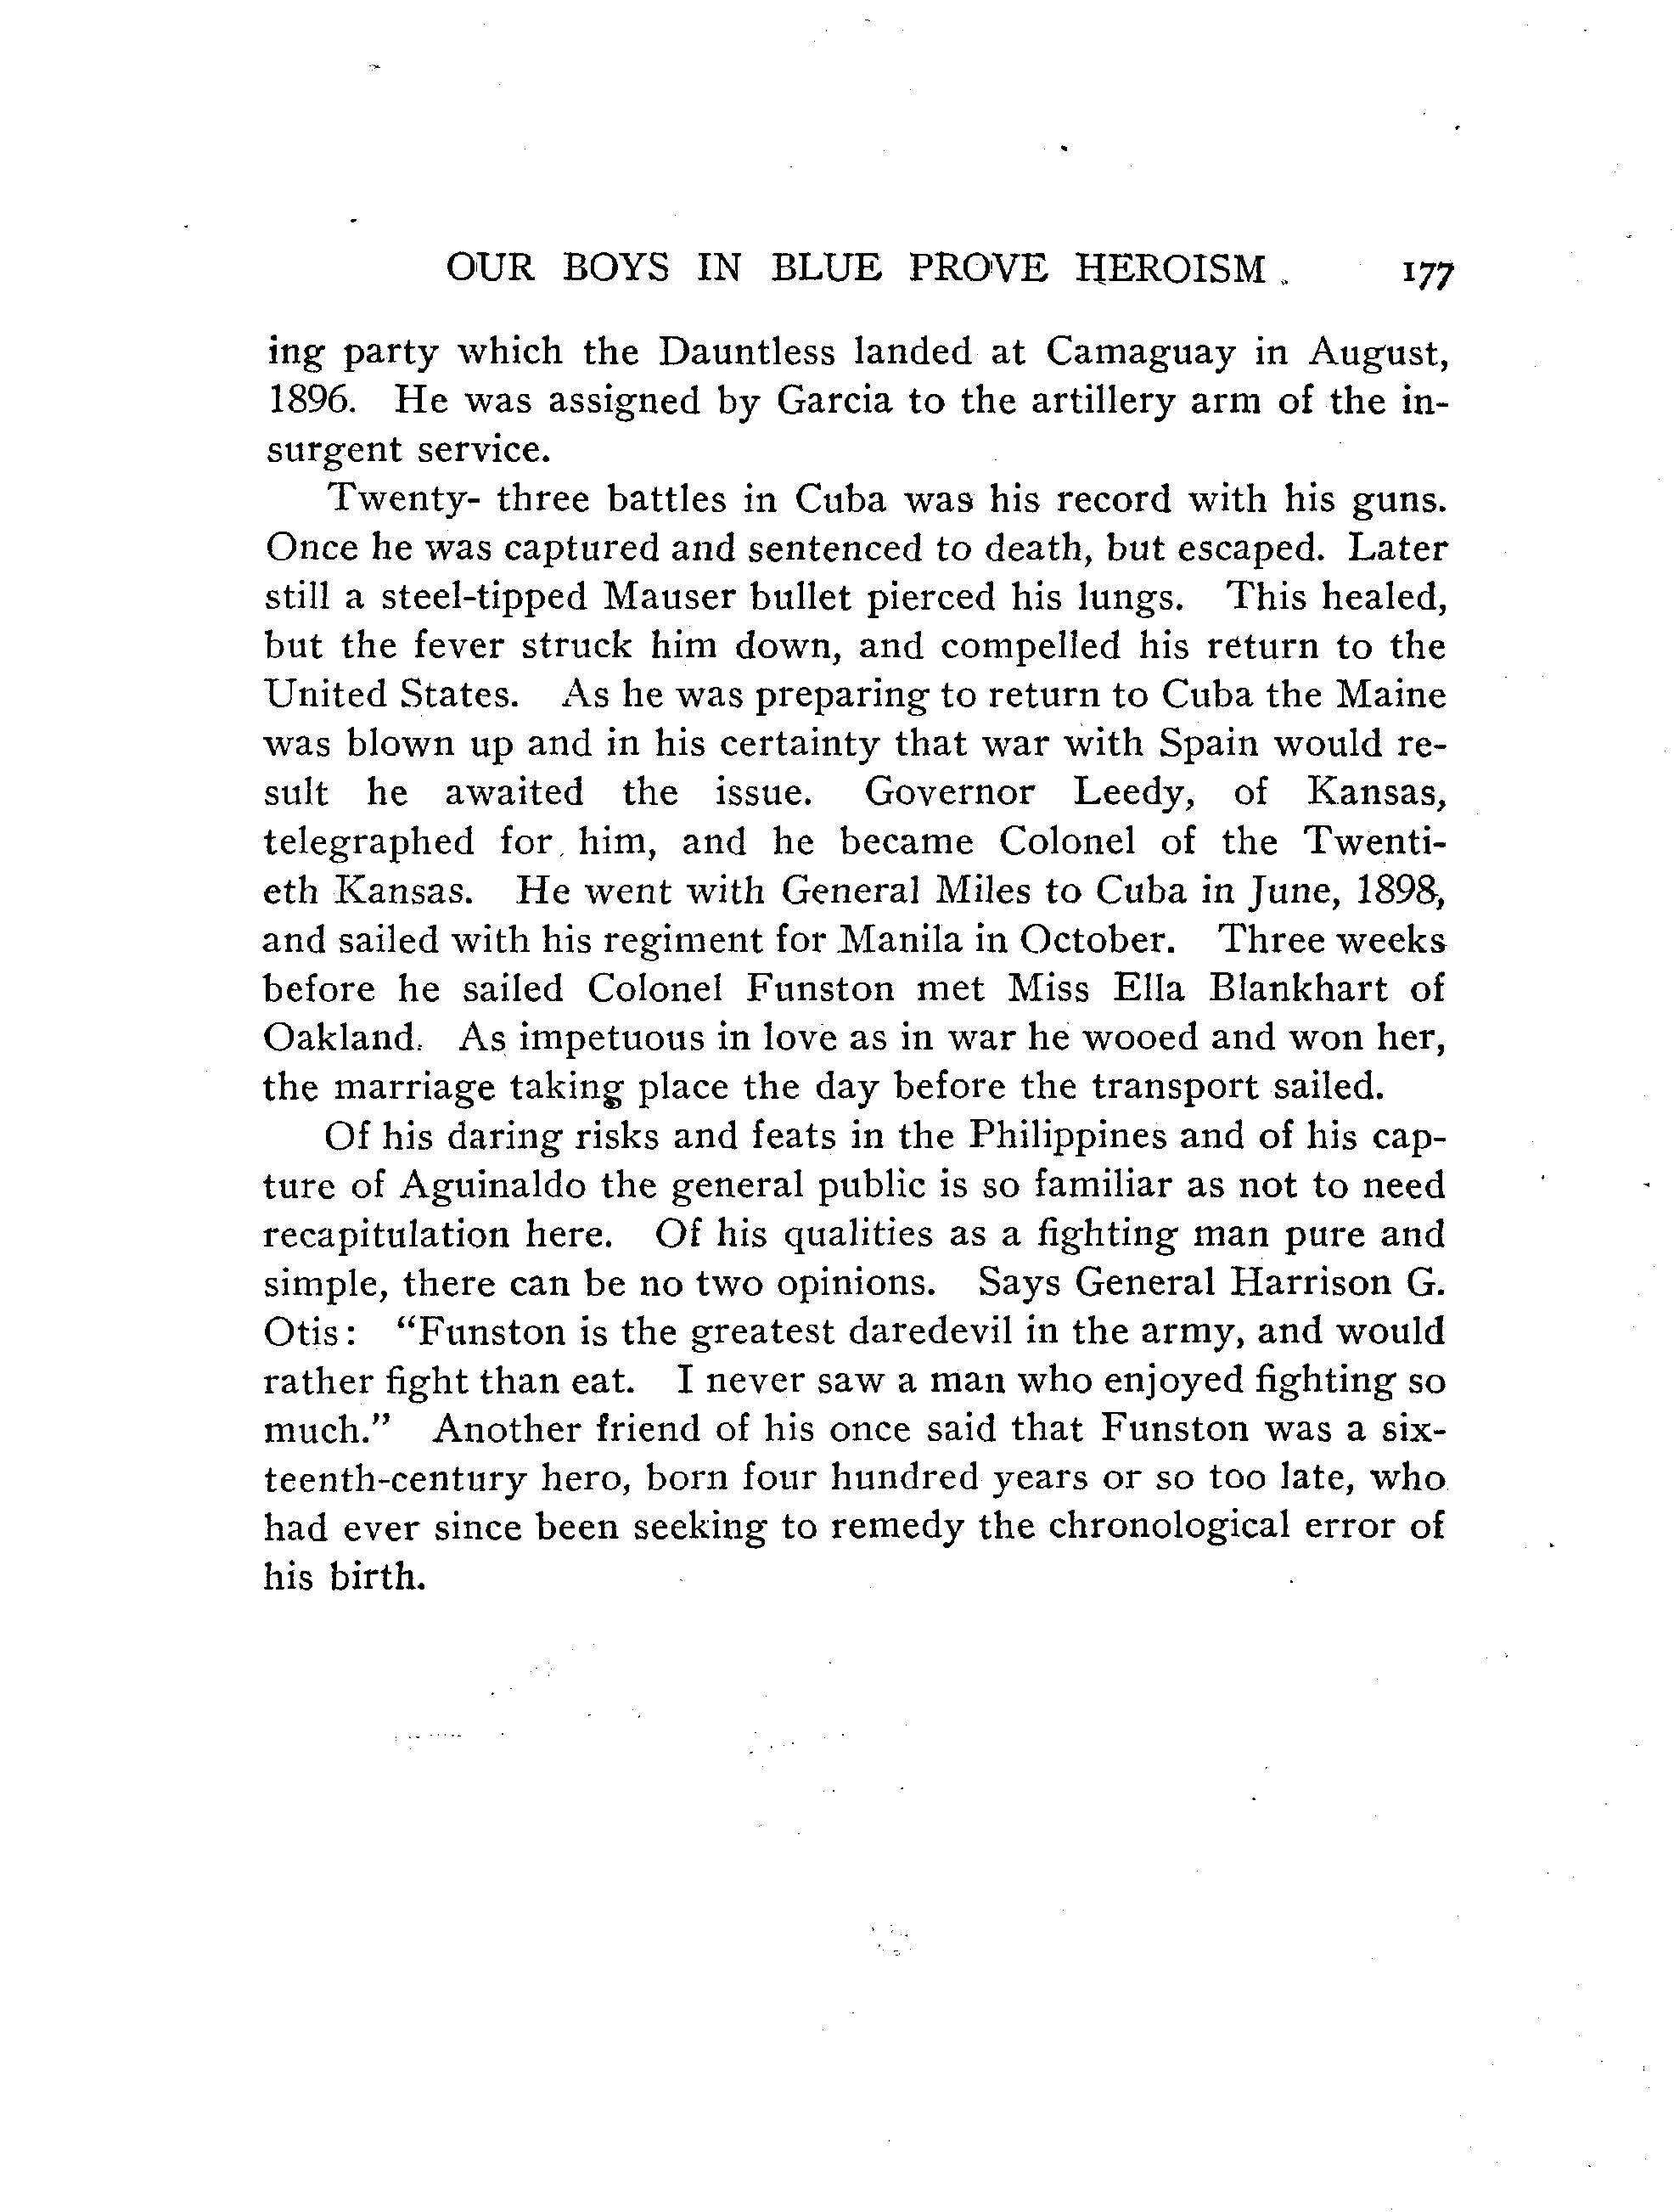 OUR BOYS IN BLUE PROVE HEROISM. 177
ing party which the Dauntless landed at Camaguay in August,
1896. He was assigned by Garcia to the artillery arm of the in-
surgent service.
Twenty- three battles in Cuba was his record with his guns.
Once he was captured and sentenced to death, but escaped. Later
still a steel-tipped Mauser bullet pierced his lungs. This healed,
but the fever struck him down, and compelled his return to the
United States. As he was preparing to return to Cuba the Maine
was blown up and in his certainty that war with Spain would re-
sult he awaited the issue. Governor Leedy, of Kansas,
telegraphed for him, and he became Colonel of the Twenti-
eth Kansas. He went with General Miles to Cuba in June, 1898,
and sailed with his regiment for Manila in October. Three weeks
before he sailed Colonel Funston met Miss Ella Blankhart of
Oakland. As impetuous in love as in war he wooed and won her,
the marriage taking place the day before the transport sailed.
Of his daring risks and feats in the Philippines and of his cap-
ture of Aguinaldo the general public is so familiar as not to need
recapitulation here. Of his qualities as a fighting man pure and
simple, there can be no two opinions. Says General Harrison G.
Otis: "Funston is the greatest daredevil in the army, and would
rather fight than eat. I never saw a man who enjoyed fighting so
much." Another friend of his once said that Funston was a six-
teenth-century hero, born four hundred years or so too late, who
had ever since been seeking to remedy the chronological error of
his birth.